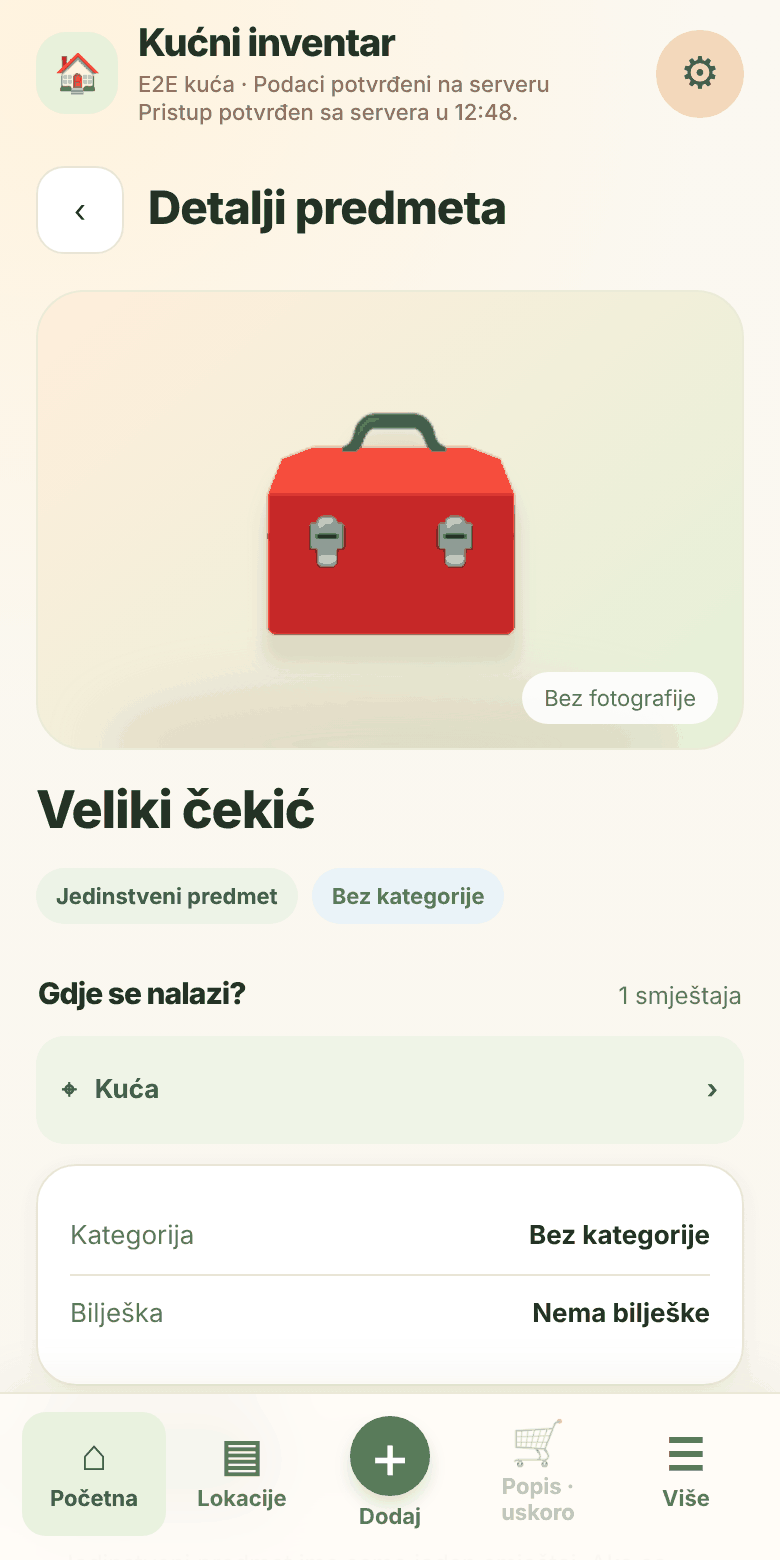 Kućni inventar
E2E kuća · Podaci potvrđeni na serveru
Pristup potvrđen sa servera u 12:48.
Detalji predmeta
Bez fotografije
Veliki čekić
Jedinstveni predmet
Bez kategorije
Gdje se nalazi?
1 smještaja
Kuća
Kategorija
Bez kategorije
Bilješka
Nema bilješke
Početna
Lokacije
Dodaj
Popis ·
uskoro
Više